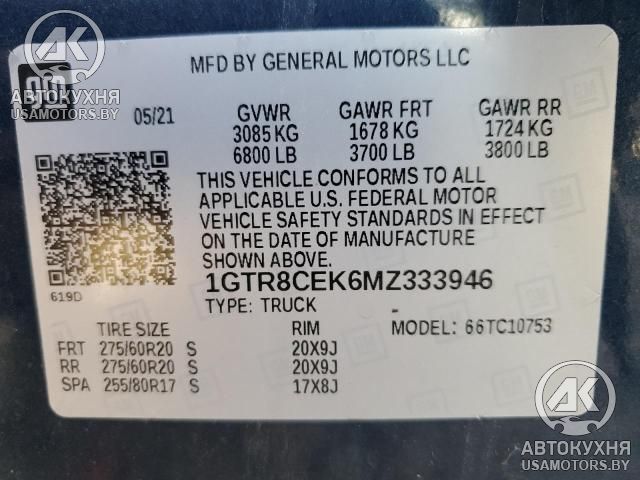 AK
АВТОКУХНЯ
USAMOTORS.BY
gm
MFD BY GENERAL MOTORS LLC
05/21 GVWR GAWR FRT GAWR RR
3085 KG 1678 KG 1724 KG
6800 LB 3700 LB 3800 LB
THIS VEHICLE CONFORMS TO ALL
APPLICABLE U.S. FEDERAL MOTOR
VEHICLE SAFETY STANDARDS IN EFFECT
ON THE DATE OF MANUFACTURE
SHOWN ABOVE.
619D
1GTR8CEK6MZ333946
TYPE: TRUCK
TIRE SIZE RIM MODEL: 66TC10753
FRT 275/60R20 S 20X9J
RR 275/60R20 S 20X9J
SPA 255/80R17 S 17X8J
AK
АВТОКУХНЯ
USAMOTORS.BY